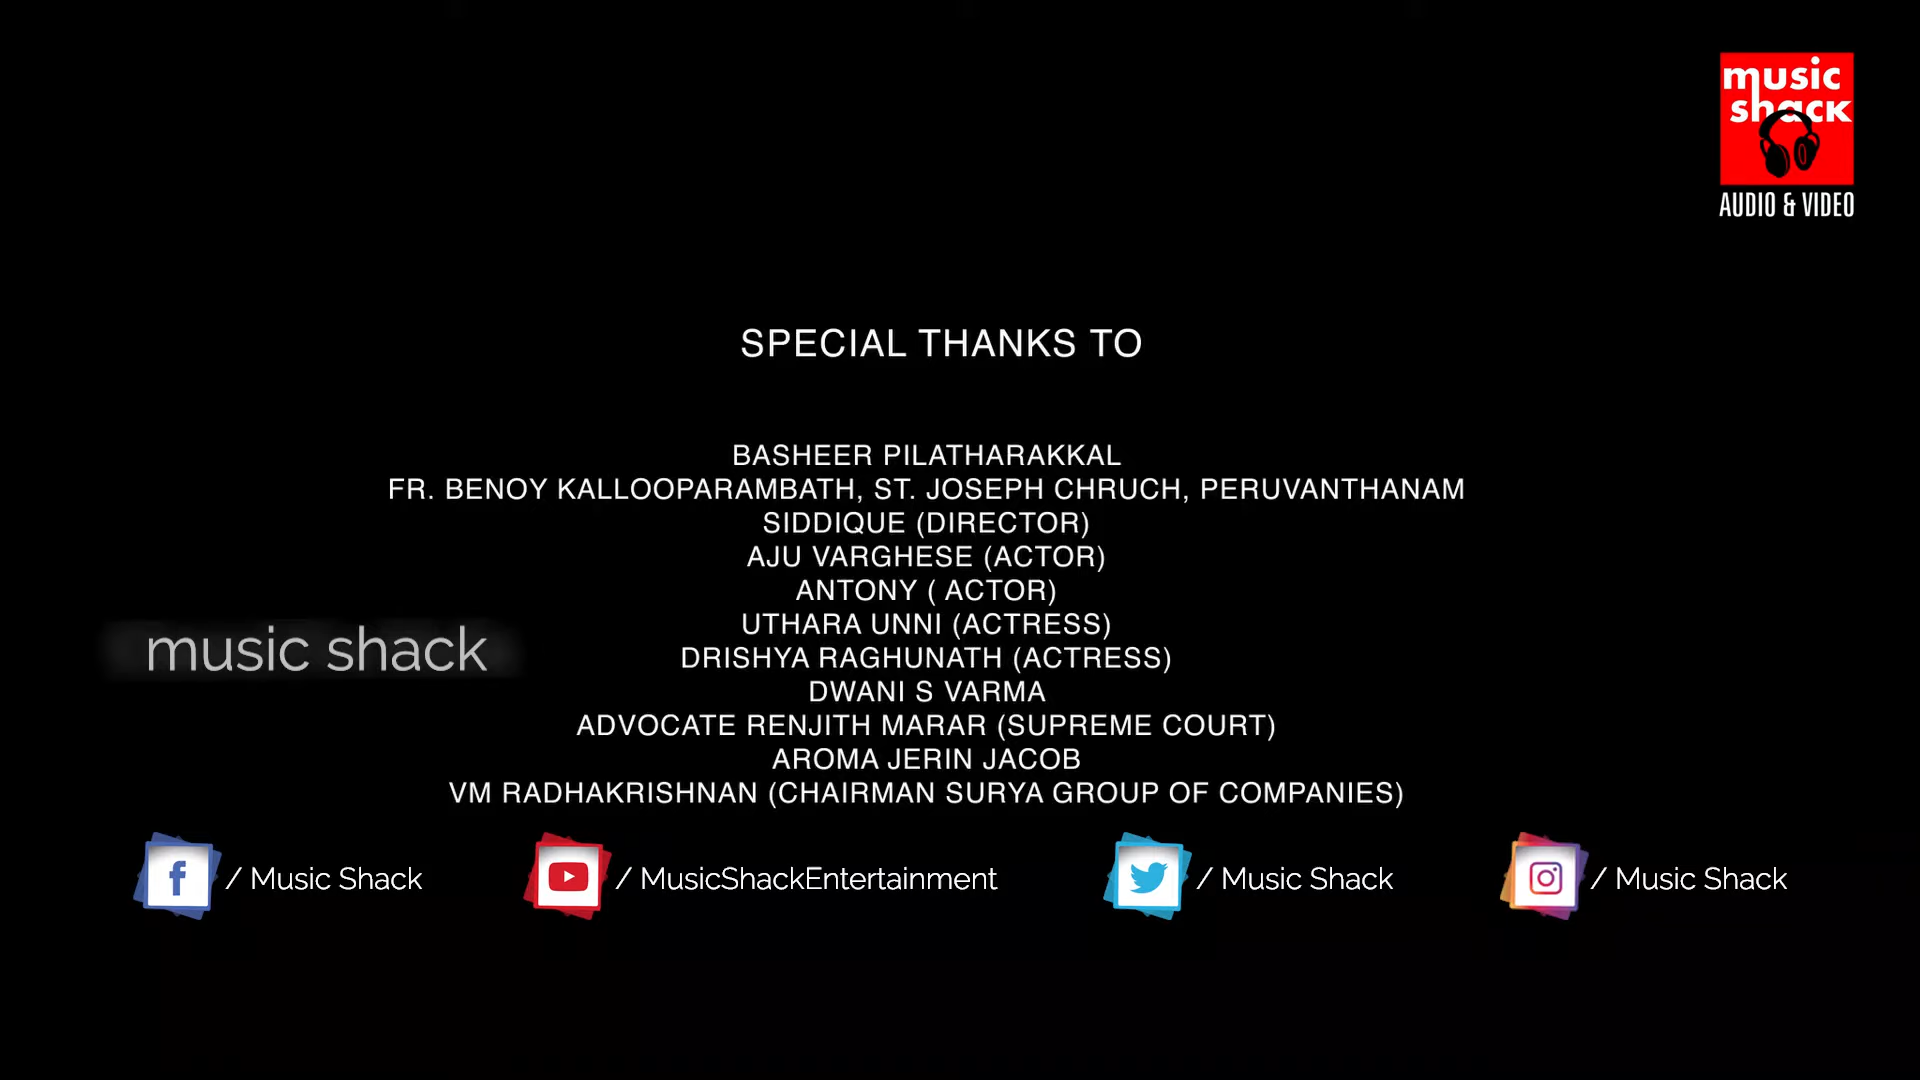 music
shack
AUDIO & VIDEO
SPECIAL THANKS TO
BASHEER PILATHARAKKAL
FR. BENOY KALLOOPARAMBATH, ST. JOSEPH CHRUCH, PERUVANTHANAM
SIDDIQUE (DIRECTOR)
AJU VARGHESE (ACTOR)
ANTONY ( ACTOR)
UTHARA UNNI (ACTRESS)
music shack
DRISHYA RAGHUNATH (ACTRESS)
DWANI S VARMA
ADVOCATE RENJITH MARAR (SUPREME COURT)
AROMA JERIN JACOB
VM RADHAKRISHNAN (CHAIRMAN SURYA GROUP OF COMPANIES)
/ Music Shack
/ MusicShackEntertainment
/ Music Shack
/ Music Shack